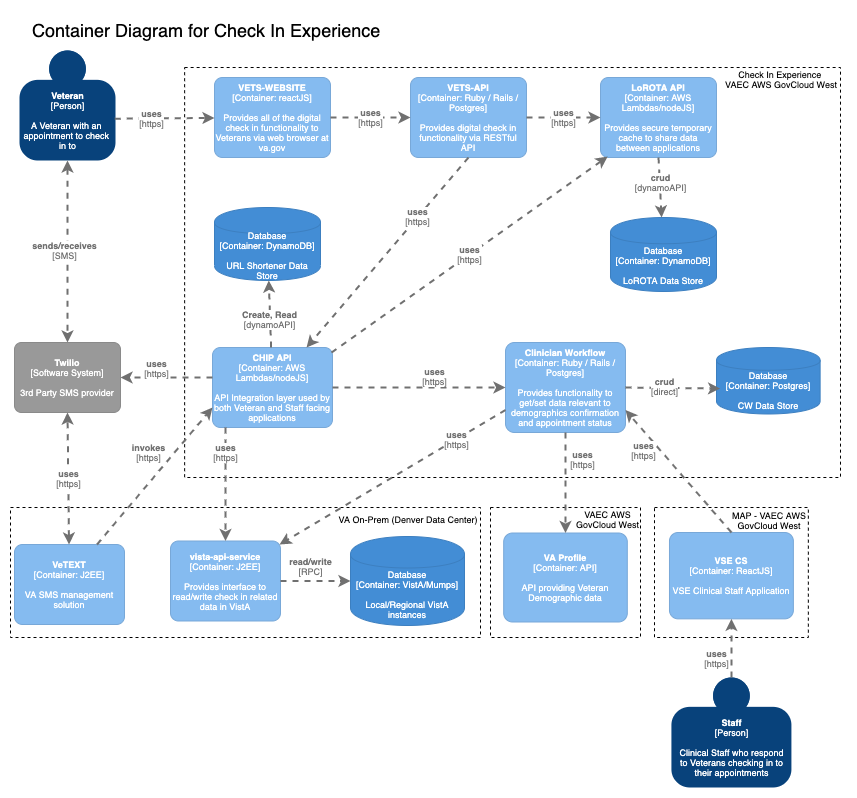 Container Diagram for Check In Experience
Check In Experience
VAEC AWS GovCloud West
Veteran
[Person]
A Veteran with an
appointment to check
in to
uses
[https]
VETS-WEBSITE
[Container: reactJS]
Provides all of the digital
check in functionality to
Veterans via web browser at
va.gov
uses
[https]
VETS-API
[Container: Ruby / Rails /
Postgres]
Provides digital check in
functionality via RESTful
API
uses
[https]
LoROTA API
[Container: AWS
Lambdas/nodeJS]
Provides secure temporary
cache to share data
between applications
crud
[dynamoAPI]
uses
[https]
uses
[https]
sends/receives
[SMS]
Database
[Container: DynamoDB]
URL Shortener Data
Store
Database
[Container: DynamoDB]
LoROTA Data Store
Create, Read
[dynamoAPI]
Twilio
[Software System]
3rd Party SMS provider
uses
[https]
CHIP API
[Container: AWS
Lambdas/nodeJS]
API Integration layer used by
both Veteran and Staff facing
applications
uses
[https]
Clinician Workflow
[Container: Ruby / Rails /
Postgres]
Provides functionality to
get/set data relevant to
demographics confirmation
and appointment status
crud
[direct]
Database
[Container: Postgres]
CW Data Store
uses
[https]
invokes
[https]
uses
[https]
uses
[https]
uses
[https]
uses
[https]
VA On-Prem (Denver Data Center)
VAEC AWS
GovCloud West
MAP - VAEC AWS
GovCloud West
VeTEXT
[Container: J2EE]
VA SMS management
solution
vista-api-service
[Container: J2EE]
Provides interface to
read/write check in related
data in VistA
read/write
[RPC]
Database
[Container: VistA/Mumps]
Local/Regional VistA
instances
VA Profile
[Container: API]
API providing Veteran
Demographic data
VSE CS
[Container: ReactJS]
VSE Clinical Staff Application
uses
[https]
Staff
[Person]
Clinical Staff who respond
to Veterans checking in to
their appointments